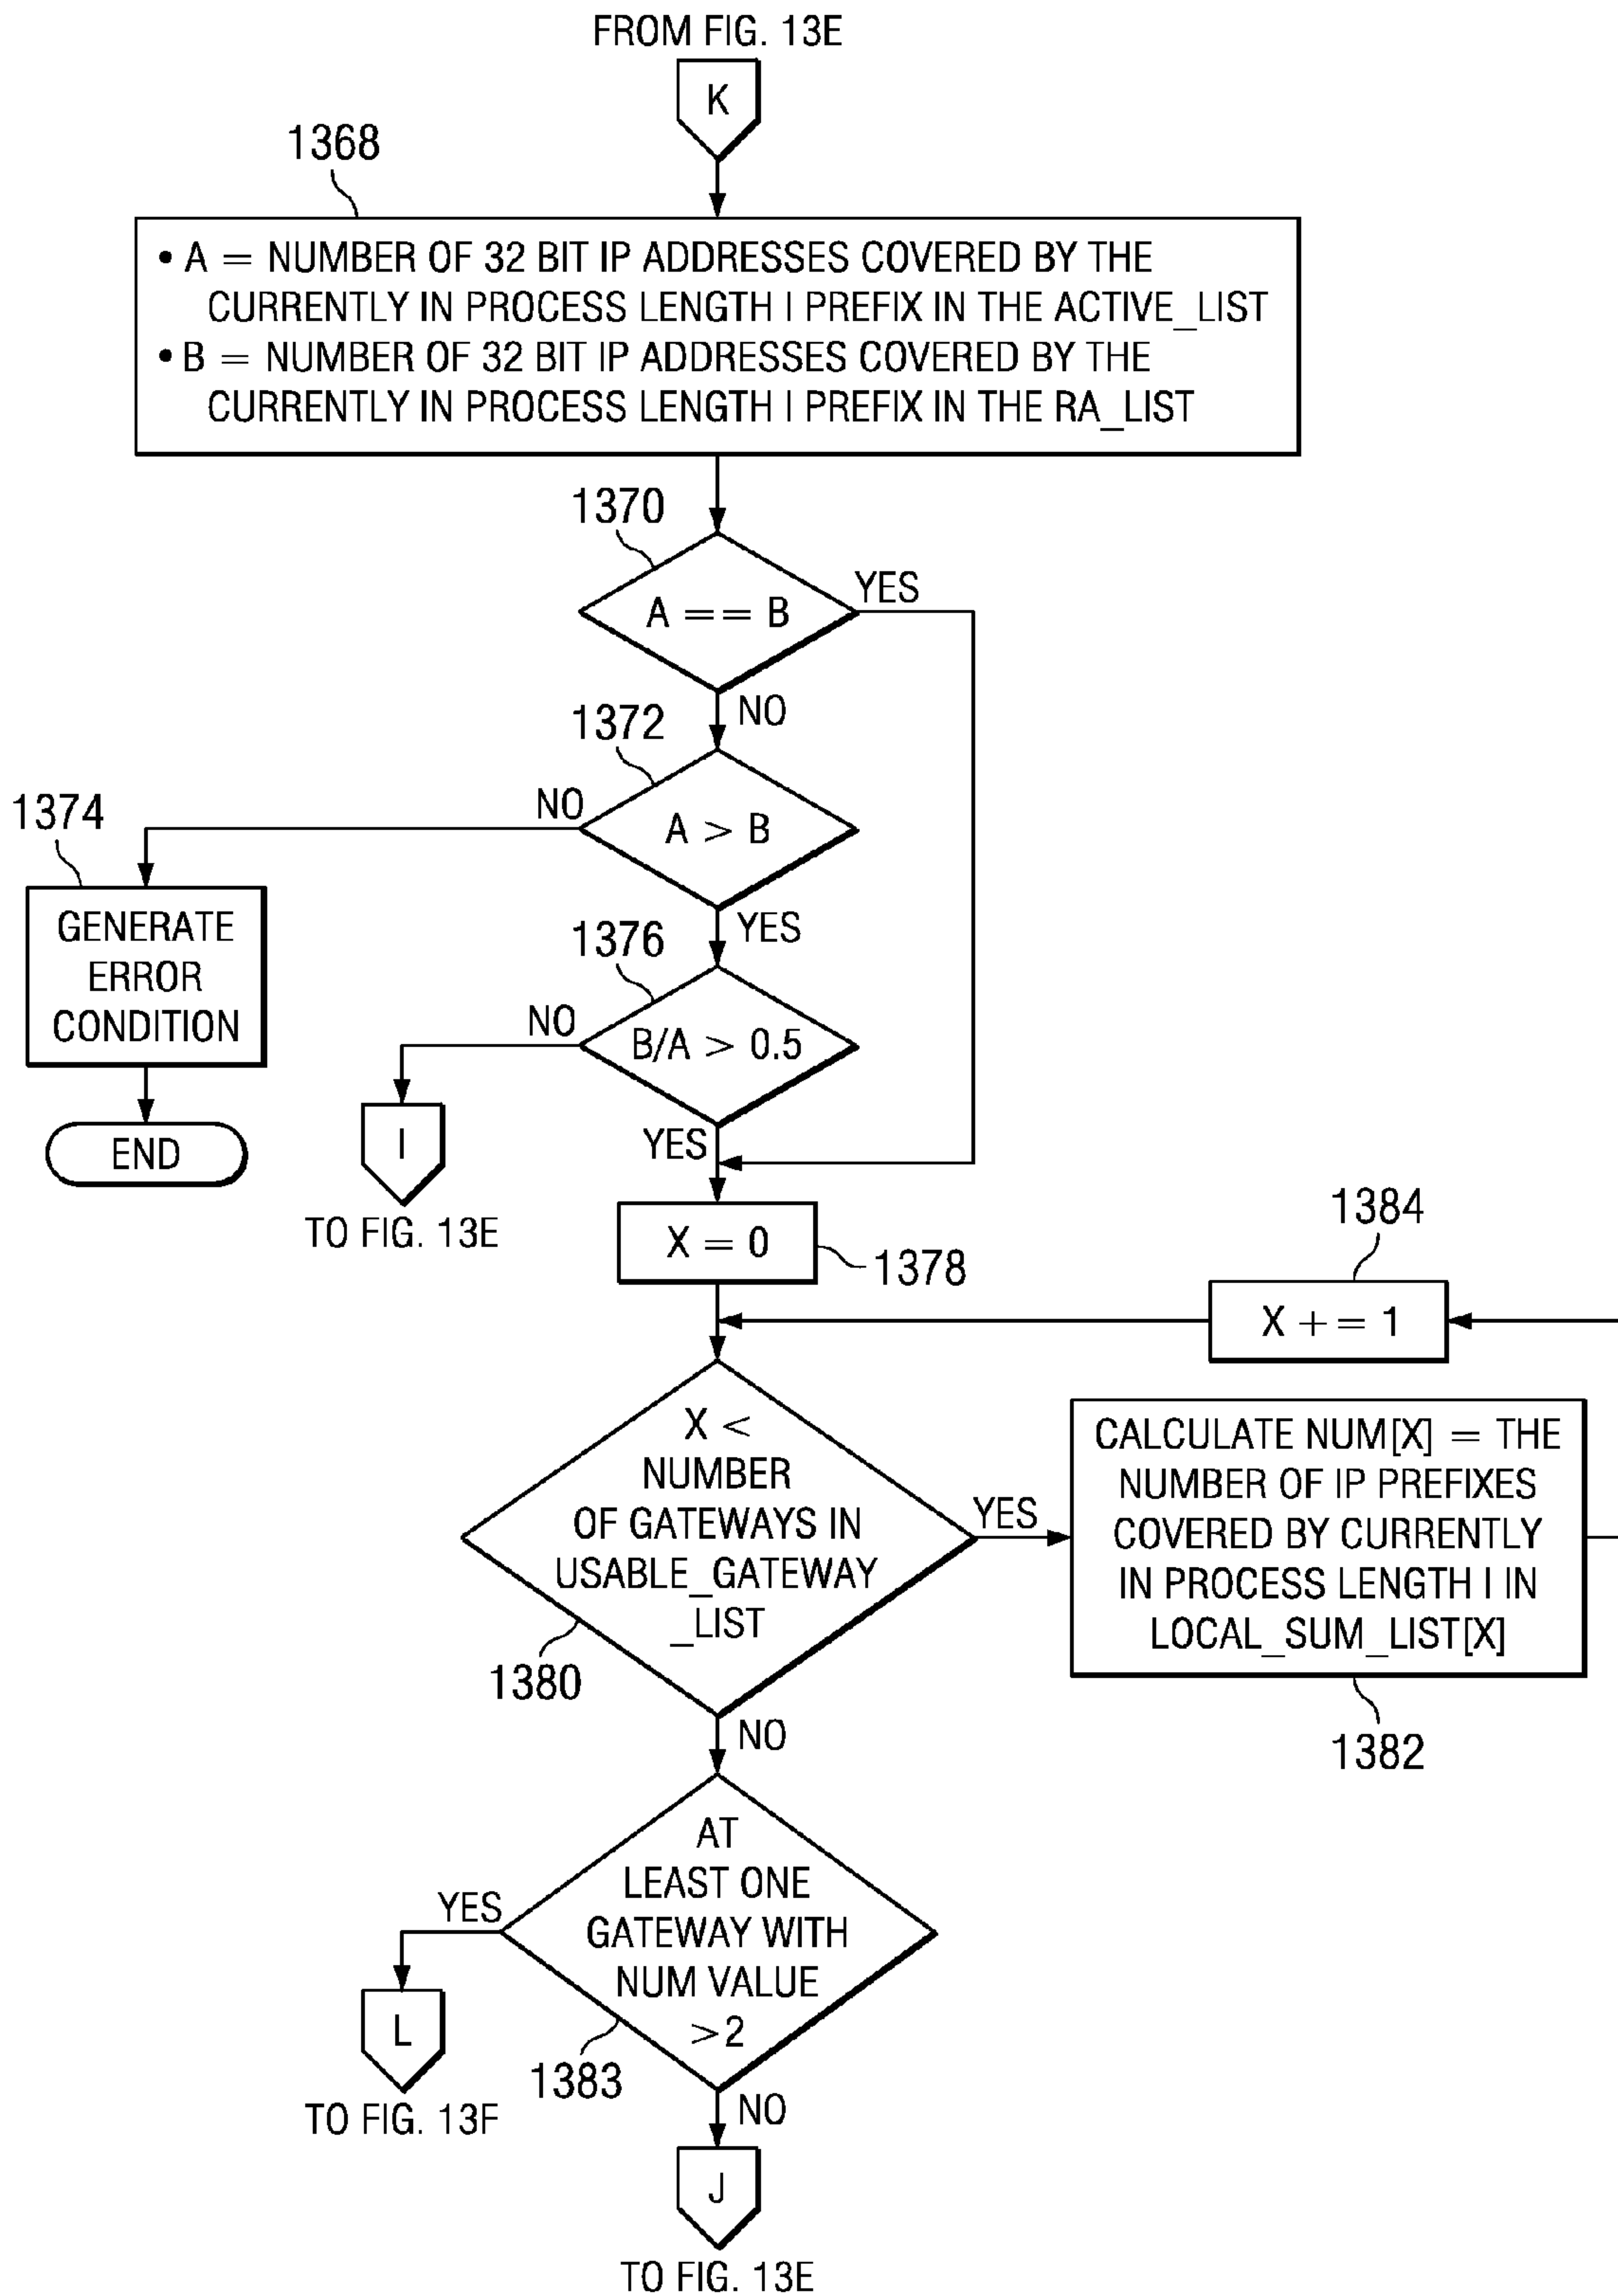 FROM FIG. 13E
K
1368
• A = NUMBER OF 32 BIT IP ADDRESSES COVERED BY THE
CURRENTLY IN PROCESS LENGTH I PREFIX IN THE ACTIVE_LIST
• B = NUMBER OF 32 BIT IP ADDRESSES COVERED BY THE
CURRENTLY IN PROCESS LENGTH I PREFIX IN THE RA_LIST
1370
A == B
YES
NO
1372
A > B
NO
1374
GENERATE
ERROR
CONDITION
END
YES
1376
B/A > 0.5
NO
I
TO FIG. 13E
YES
X = 0
1378
1384
X += 1
X <
NUMBER
OF GATEWAYS IN
USABLE_GATEWAY
_LIST
1380
YES
CALCULATE NUM[X] = THE
NUMBER OF IP PREFIXES
COVERED BY CURRENTLY
IN PROCESS LENGTH I IN
LOCAL_SUM_LIST[X]
1382
NO
AT
LEAST ONE
GATEWAY WITH
NUM VALUE
>2
1383
YES
L
TO FIG. 13F
NO
J
TO FIG. 13E